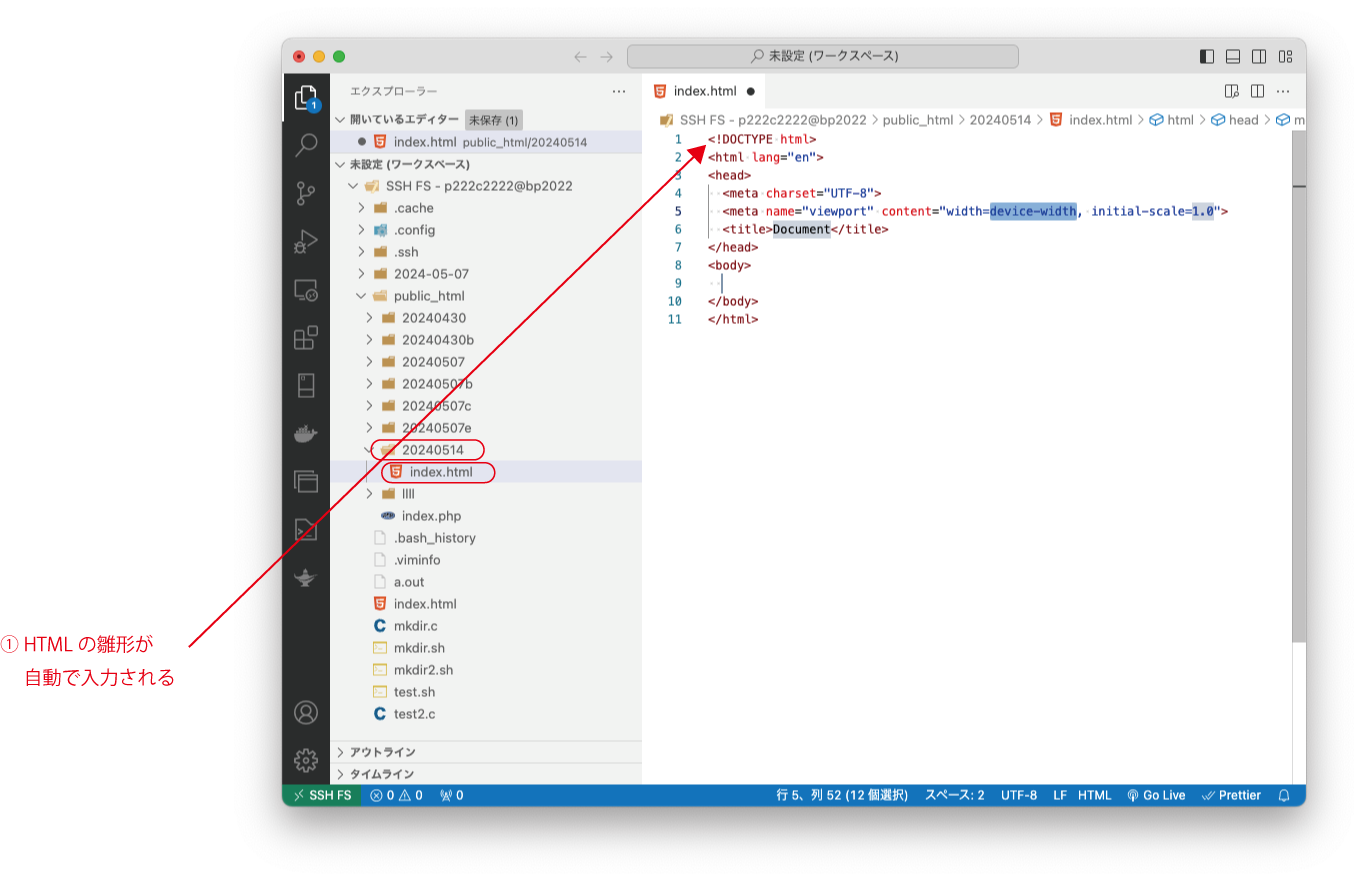 未設定 (ワークスペース)
1
エクスプローラー
開いているエディター 未保存 (1)
index.html public_html/20240514
未設定 (ワークスペース)
SSH FS - p222c2222@bp2022
.cache
.config
.ssh
2024-05-07
public_html
20240430
20240430b
20240507
20240507b
20240507c
20240507e
20240514
index.html
llll
index.php
.bash_history
.viminfo
a.out
index.html
mkdir.c
mkdir.sh
mkdir2.sh
test.sh
test2.c
アウトライン
タイムライン
index.html
SSH FS - p222c2222@bp2022 > public_html > 20240514 > index.html > html > head > m
1 <!DOCTYPE html>
2 <html lang="en">
3 <head>
4 <meta charset="UTF-8">
5 <meta name="viewport" content="width=device-width, initial-scale=1.0">
6 <title>Document</title>
7 </head>
8 <body>
9
10 </body>
11 </html>
① HTML の雛形が
自動で入力される
SSH FS 0 0 0 行 5、列 52 (12 個選択) スペース: 2 UTF-8 LF HTML Go Live Prettier